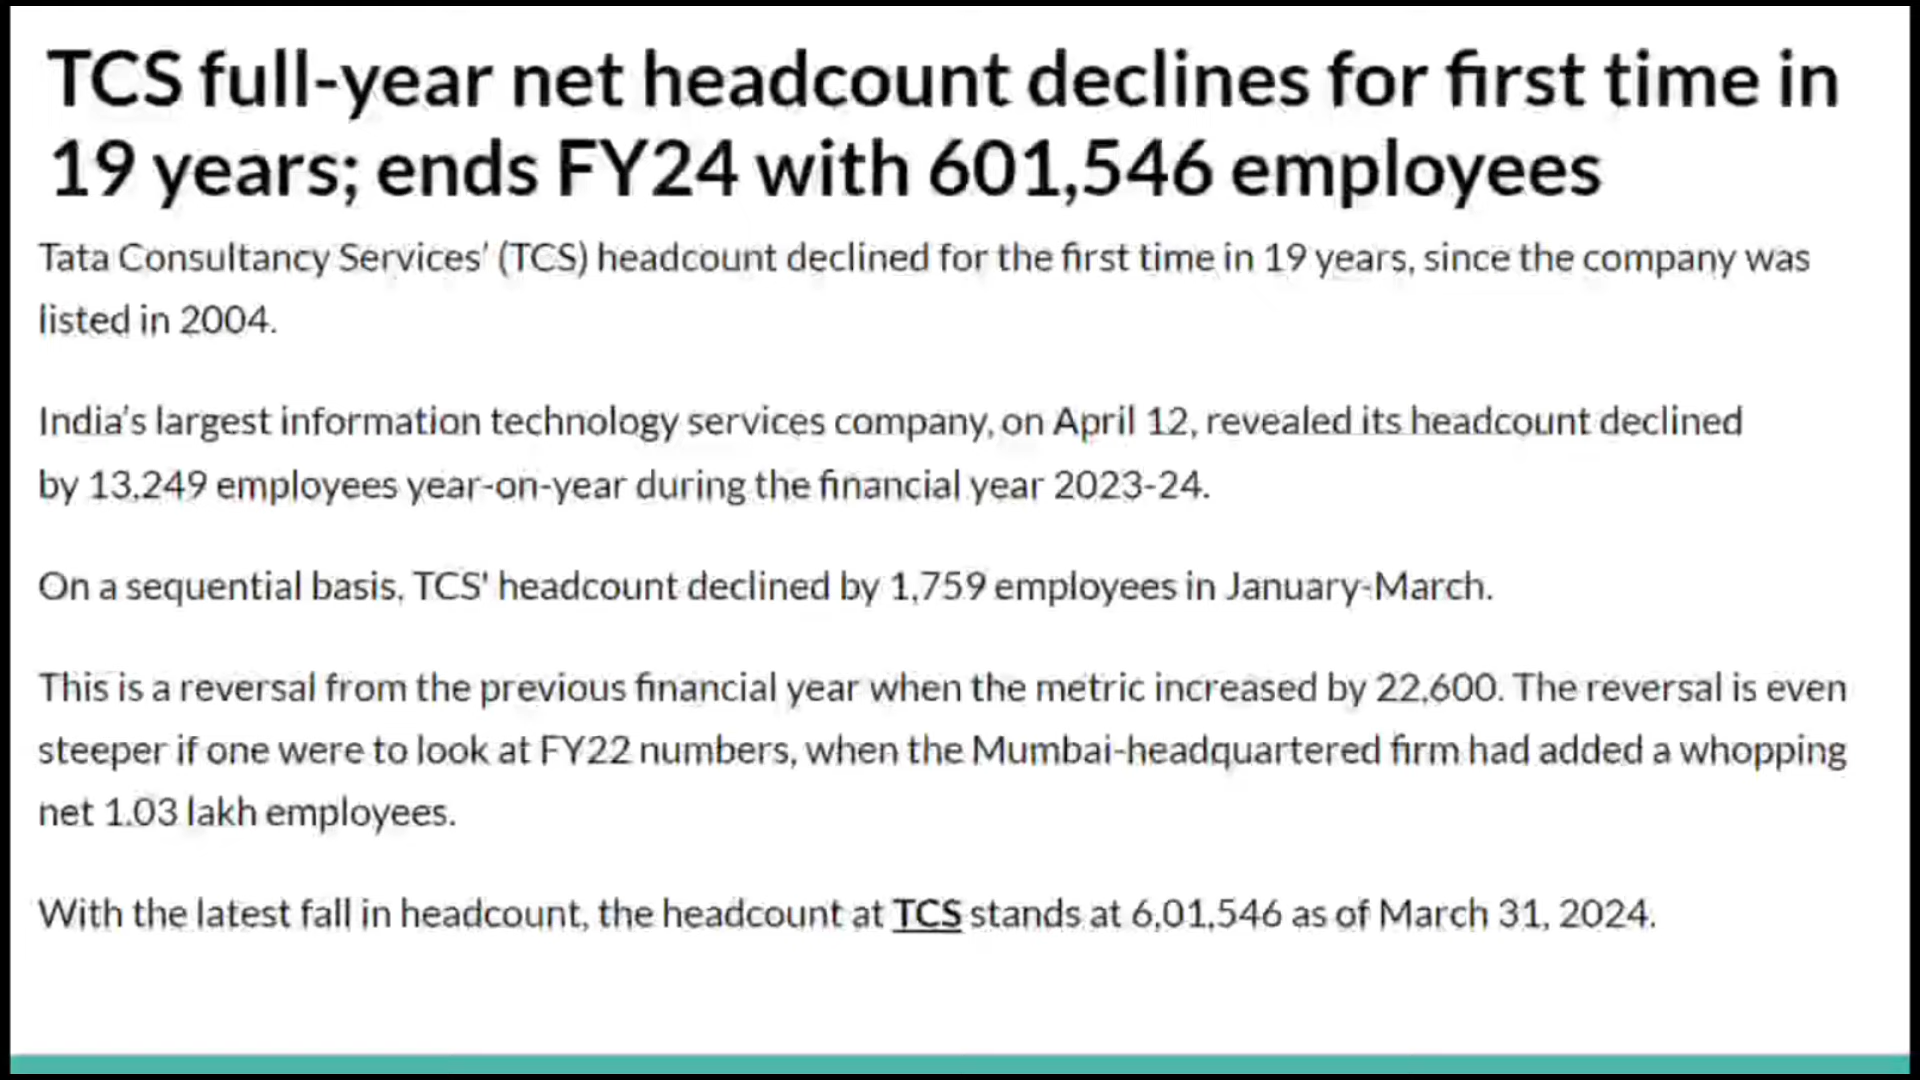 TCS full-year net headcount declines for first time in
19 years; ends FY24 with 601,546 employees
Tata Consultancy Services' (TCS) headcount declined for the first time in 19 years, since the company was
listed in 2004.
India's largest information technology services company, on April 12, revealed its headcount declined
by 13,249 employees year-on-year during the financial year 2023-24.
On a sequential basis, TCS' headcount declined by 1,759 employees in January-March.
This is a reversal from the previous financial year when the metric increased by 22,600. The reversal is even
steeper if one were to look at FY22 numbers, when the Mumbai-headquartered firm had added a whopping
net 1.03 lakh employees.
With the latest fall in headcount, the headcount at TCS stands at 6,01,546 as of March 31, 2024.